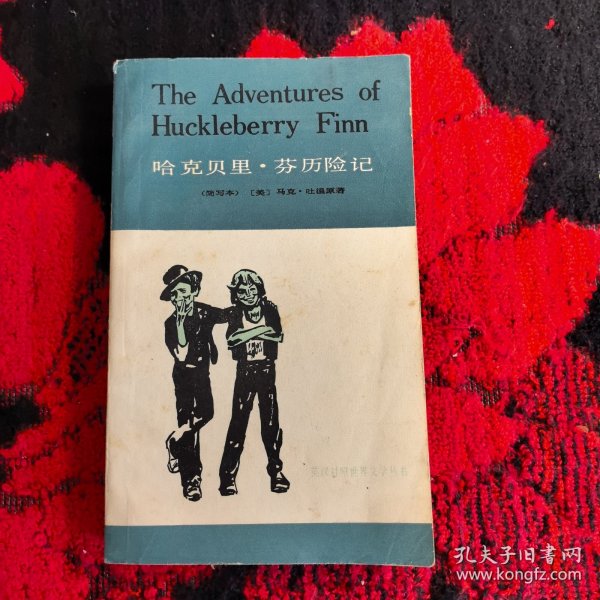 The Adventures of
Huckleberry Finn
哈克贝里·芬历险记
(简写本) [美] 马克·吐温原著
英汉对照世界文学丛书
孔夫子旧书网
www.kongfz.com